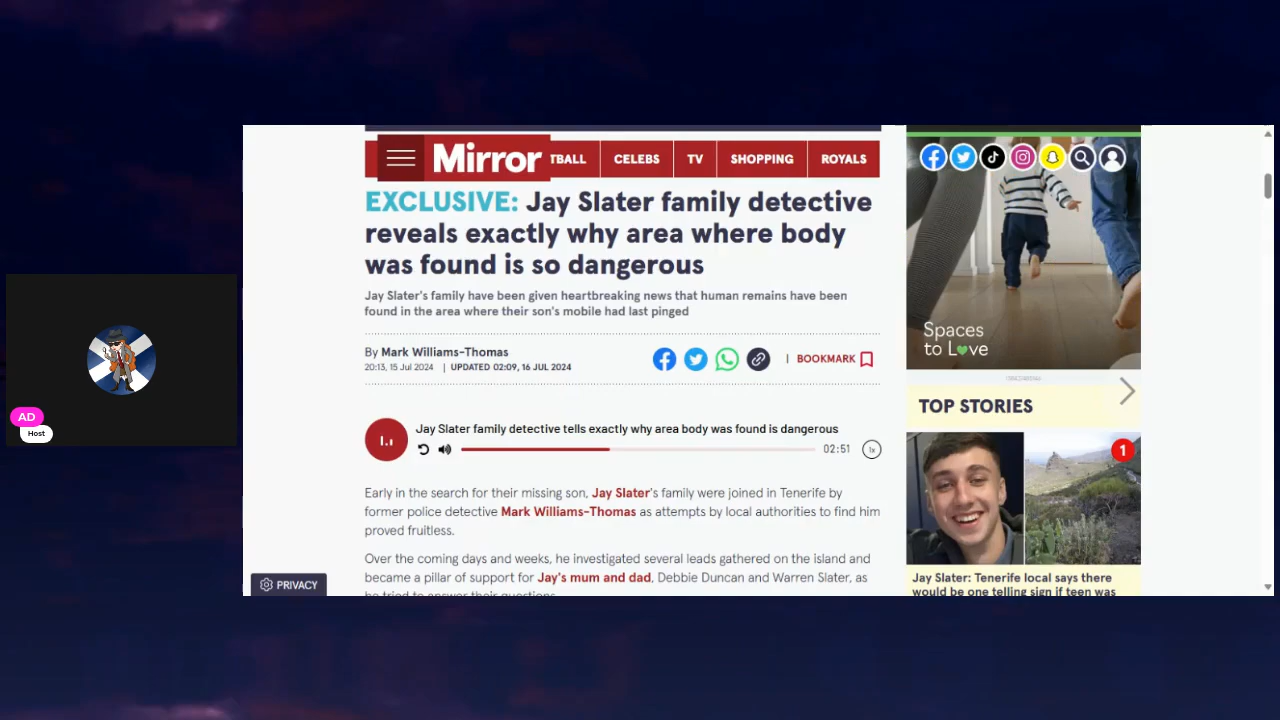 Mirror
TBALL
CELEBS
TV
SHOPPING
ROYALS
EXCLUSIVE: Jay Slater family detective
reveals exactly why area where body
was found is so dangerous
Jay Slater's family have been given heartbreaking news that human remains have been
found in the area where their son's mobile had last pinged
By Mark Williams-Thomas
20:13, 15 Jul 2024 | UPDATED 02:09, 16 JUL 2024
| BOOKMARK
Jay Slater family detective tells exactly why area body was found is dangerous
02:51
1x
Early in the search for their missing son, Jay Slater's family were joined in Tenerife by
former police detective Mark Williams-Thomas as attempts by local authorities to find him
proved fruitless.
Over the coming days and weeks, he investigated several leads gathered on the island and
became a pillar of support for Jay's mum and dad, Debbie Duncan and Warren Slater, as
he tried to answer their questions.
PRIVACY
Spaces
to Love
TOP STORIES
1
Jay Slater: Tenerife local says there
would be one telling sign if teen was
AD
Host